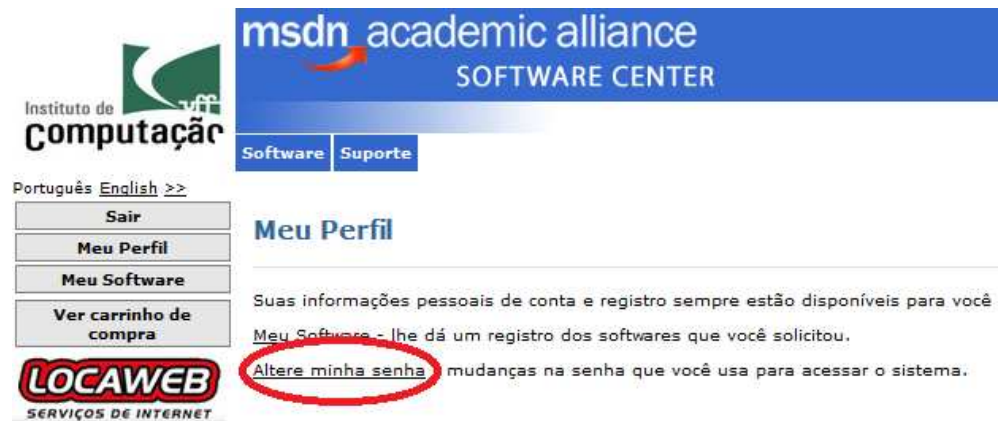 msdn academic alliance
SOFTWARE CENTER
Instituto de uff
computação
Software Suporte
Português English >>
Sair
Meu Perfil
Meu Software
Ver carrinho de
compra
LOCAWEB
SERVIÇOS DE INTERNET
Meu Perfil
Suas informações pessoais de conta e registro sempre estão disponíveis para você
Meu Software - lhe dá um registro dos softwares que você solicitou.
Altere minha senha mudanças na senha que você usa para acessar o sistema.